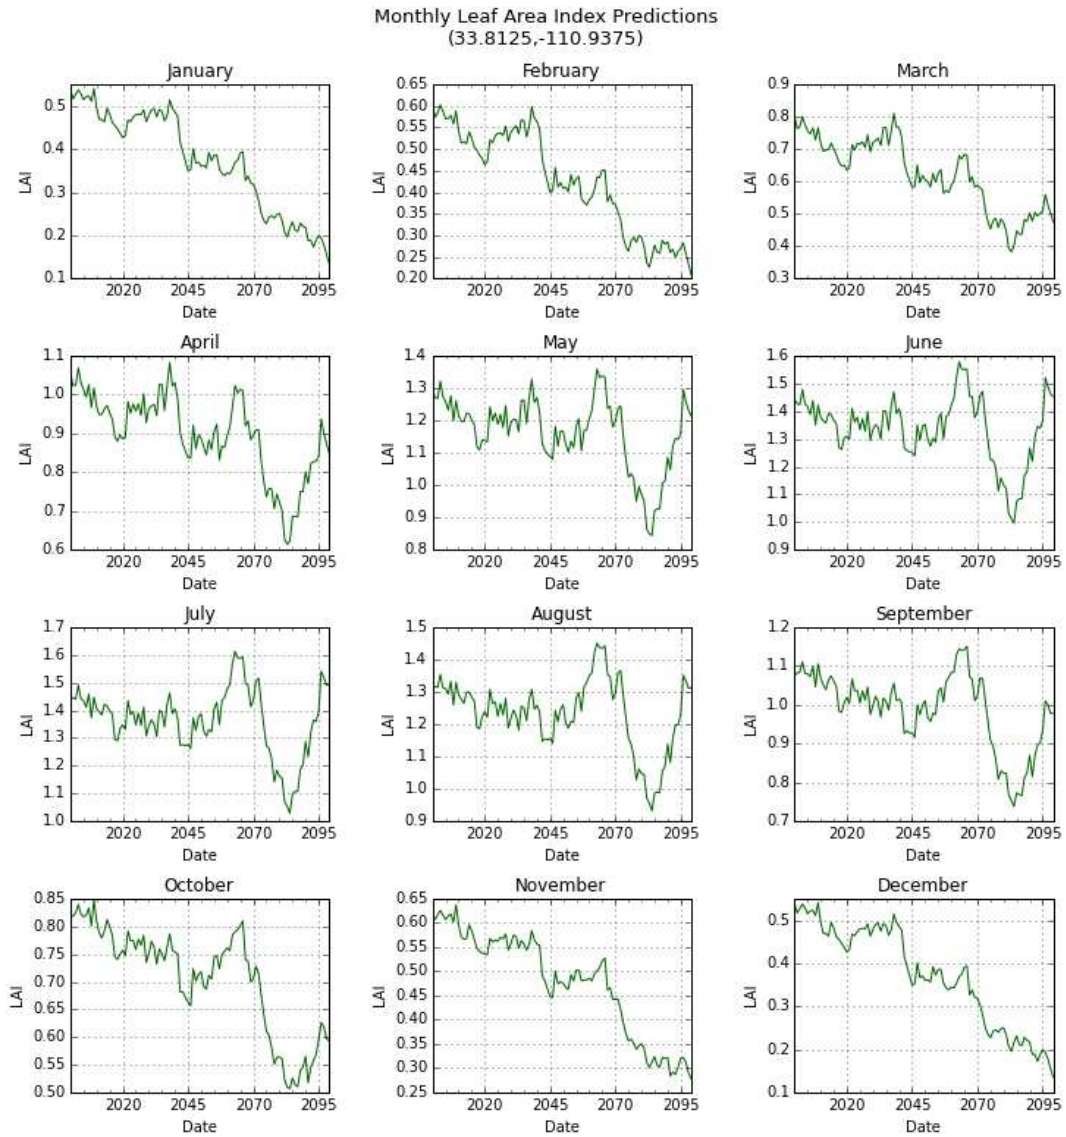 Monthly Leaf Area Index Predictions
(33.8125,-110.9375)
January
0.5
0.4
0.3
0.2
0.1
LAI
2020 2045 2070 2095
Date
February
0.60
0.55
0.50
0.45
0.40
0.35
0.30
0.25
0.20
LAI
2020 2045 2070 2095
Date
March
0.9
0.8
0.7
0.6
0.5
0.4
0.3
LAI
2020 2045 2070 2095
Date
April
1.1
1.0
0.9
0.8
0.7
0.6
LAI
2020 2045 2070 2095
Date
May
1.4
1.3
1.2
1.1
1.0
0.9
0.8
LAI
2020 2045 2070 2095
Date
June
1.6
1.5
1.4
1.3
1.2
1.1
1.0
0.9
LAI
2020 2045 2070 2095
Date
July
1.7
1.6
1.5
1.4
1.3
1.2
1.1
1.0
LAI
2020 2045 2070 2095
Date
August
1.5
1.4
1.3
1.2
1.1
1.0
0.9
LAI
2020 2045 2070 2095
Date
September
1.2
1.1
1.0
0.9
0.8
0.7
LAI
2020 2045 2070 2095
Date
October
0.85
0.80
0.75
0.70
0.65
0.60
0.55
0.50
LAI
2020 2045 2070 2095
Date
November
0.65
0.60
0.55
0.50
0.45
0.40
0.35
0.30
0.25
LAI
2020 2045 2070 2095
Date
December
0.5
0.4
0.3
0.2
0.1
LAI
2020 2045 2070 2095
Date